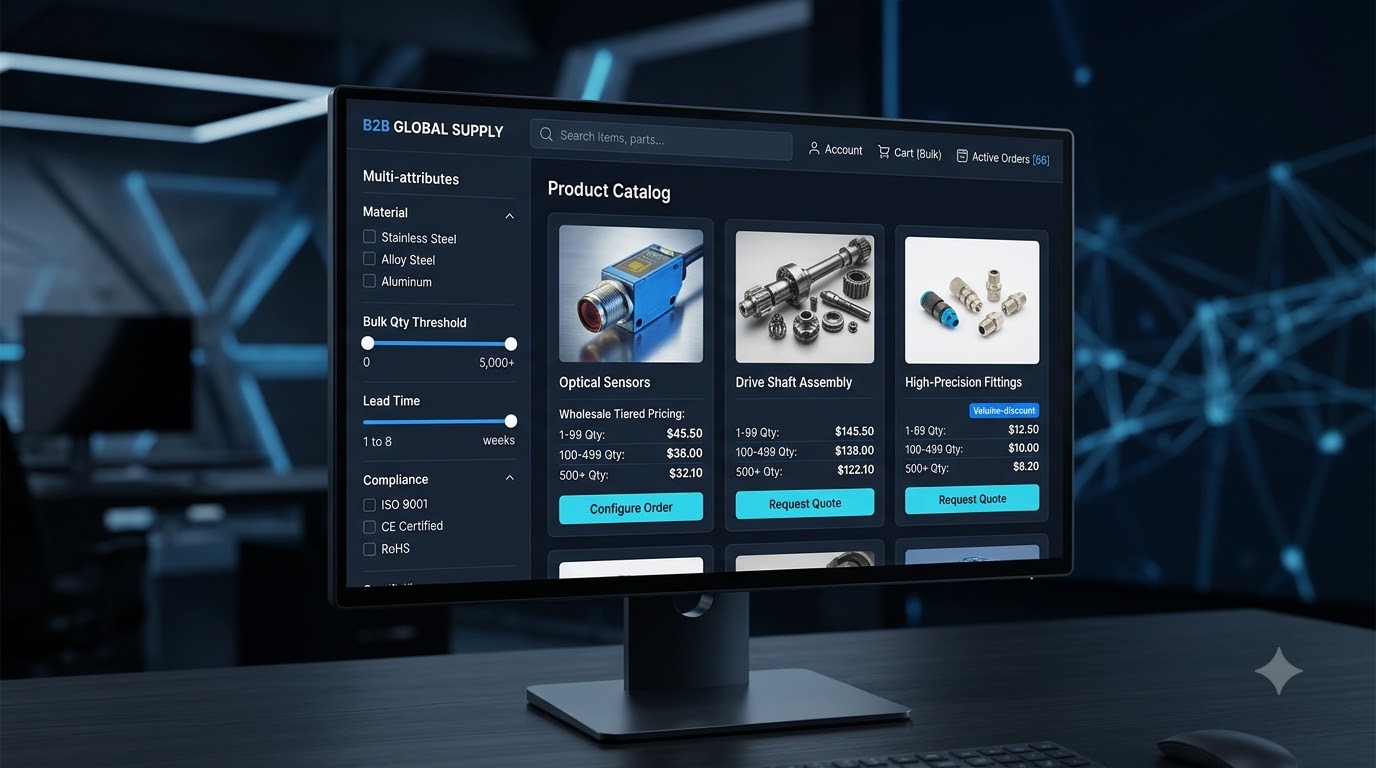 B2B GLOBAL SUPPLY
Search items, parts...
Account
Cart [Bulk)
Active Orders [66]
Multi-attributes
Material
Stainless Steel
Alloy Steel
Aluminum
Bulk Qty Threshold
0
5,000+
Lead Time
1 to 8
weeks
Compliance
ISO 9001
CE Certified
RoHS
Product Catalog
Optical Sensors
Wholesale Tiered Pricing:
1-99 Qty: $45.50
100-499 Qty: $36.00
500+ Qty: $32.10
Configure Order
Drive Shaft Assembly
1-99 Qty: $145.50
100-499 Qty: $138.00
500+ Qty: $122.10
Request Quote
High-Precision Fittings
Veluine-discount
1-89 Qty: $12.50
100-499 Qty: $10.00
500+ Qty: $8.20
Request Quote